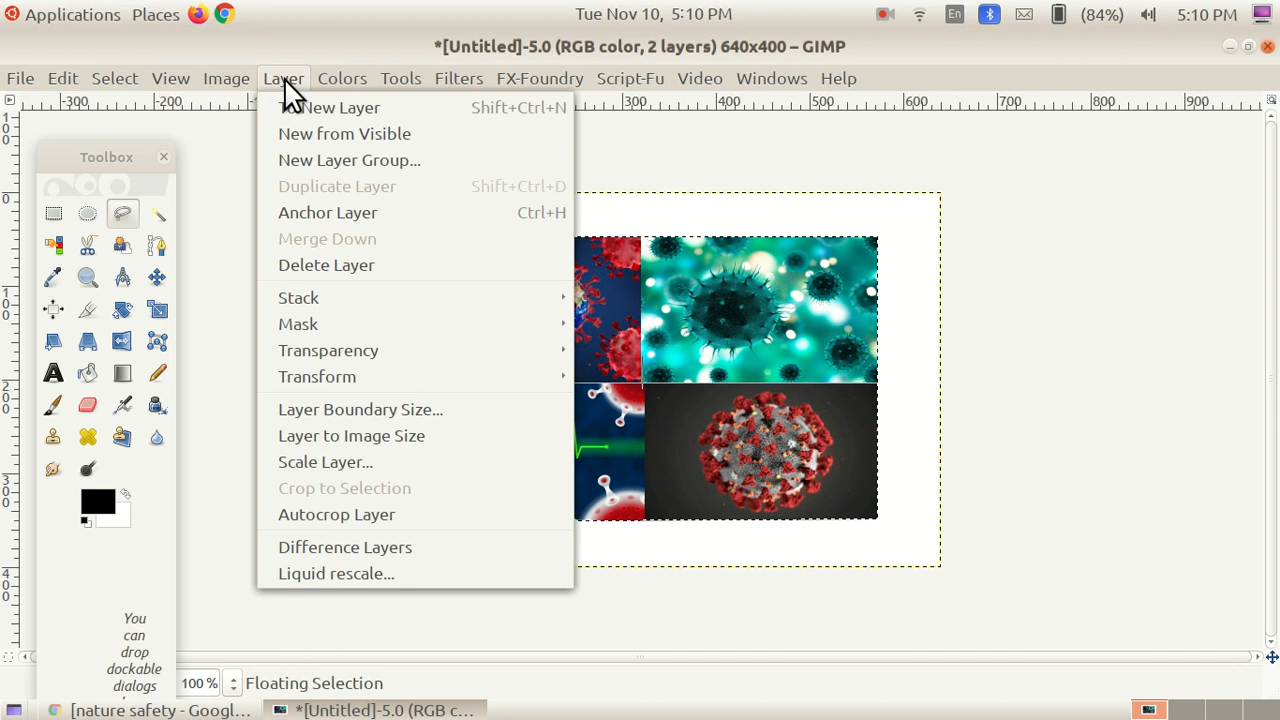 Applications Places Tue Nov 10, 5:10 PM En (84%) 5:10 PM
*[Untitled]-5.0 (RGB color, 2 layers) 640x400 – GIMP
File Edit Select View Image Layer Colors Tools Filters FX-Foundry Script-Fu Video Windows Help
-300 -200 300 400 500 600 700 800 900
Toolbox
New Layer Shift+Ctrl+N
New from Visible
New Layer Group...
Duplicate Layer Shift+Ctrl+D
Anchor Layer Ctrl+H
Merge Down
Delete Layer
Stack
Mask
Transparency
Transform
Layer Boundary Size...
Layer to Image Size
Scale Layer...
Crop to Selection
Autocrop Layer
Difference Layers
Liquid rescale...
You
can
drop
dockable
dialogs
100 % Floating Selection
[nature safety - Googl... *[Untitled]-5.0 (RGB c...